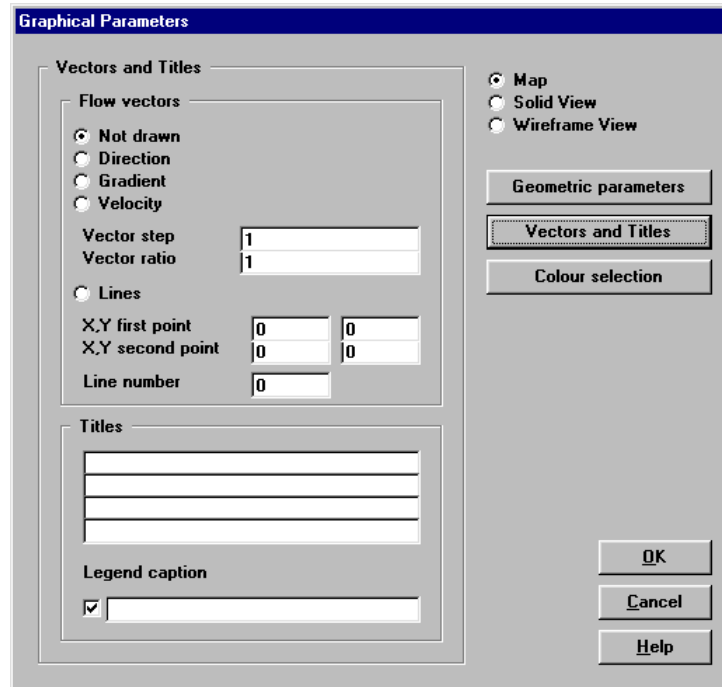 Graphical Parameters
Vectors and Titles
Flow vectors
Not drawn
Direction
Gradient
Velocity
Vector step 1
Vector ratio 1
Lines
X,Y first point 0 0
X,Y second point 0 0
Line number 0
Titles
Legend caption
Map
Solid View
Wireframe View
Geometric parameters
Vectors and Titles
Colour selection
OK
Cancel
Help